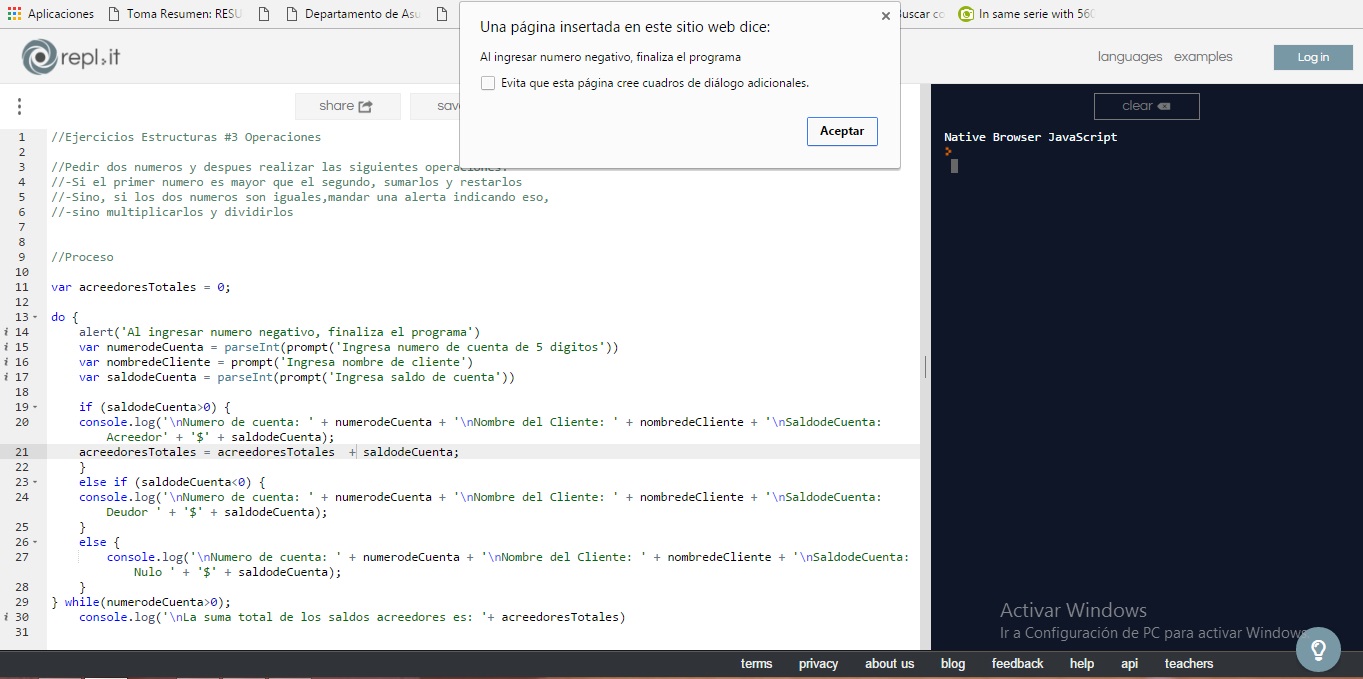 Aplicaciones
Toma Resumen: RESU
Departamento de Asu
Buscar co
In same serie with 560
Una página insertada en este sitio web dice:
Al ingresar numero negativo, finaliza el programa
Evita que esta página cree cuadros de diálogo adicionales.
Aceptar
repl.it
languages
examples
Log in
share
save
clear
1 //Ejercicios Estructuras #3 Operaciones
2
3 //Pedir dos numeros y despues realizar las siguientes operaciones:
4 //-Si el primer numero es mayor que el segundo, sumarlos y restarlos
5 //-Sino, si los dos numeros son iguales,mandar una alerta indicando eso,
6 //-sino multiplicarlos y dividirlos
7
8
9 //Proceso
10
11 var acreedoresTotales = 0;
12
13 do {
i 14 alert('Al ingresar numero negativo, finaliza el programa')
i 15 var numerodeCuenta = parseInt(prompt('Ingresa numero de cuenta de 5 digitos'))
i 16 var nombredeCliente = prompt('Ingresa nombre de cliente')
i 17 var saldodeCuenta = parseInt(prompt('Ingresa saldo de cuenta'))
18
19 if (saldodeCuenta>0) {
20 console.log('\nNumero de cuenta: ' + numerodeCuenta + '\nNombre del Cliente: ' + nombredeCliente + '\nSaldodeCuenta:
Acreedor' + '$' + saldodeCuenta);
21 acreedoresTotales = acreedoresTotales + saldodeCuenta;
22 }
23 else if (saldodeCuenta<0) {
24 console.log('\nNumero de cuenta: ' + numerodeCuenta + '\nNombre del Cliente: ' + nombredeCliente + '\nSaldodeCuenta:
Deudor ' + '$' + saldodeCuenta);
25 }
26 else {
27 console.log('\nNumero de cuenta: ' + numerodeCuenta + '\nNombre del Cliente: ' + nombredeCliente + '\nSaldodeCuenta:
Nulo ' + '$' + saldodeCuenta);
28 }
29 } while(numerodeCuenta>0);
i 30 console.log('\nLa suma total de los saldos acreedores es: '+ acreedoresTotales)
31
Native Browser JavaScript
Activar Windows
Ir a Configuración de PC para activar Windows.
terms
privacy
about us
blog
feedback
help
api
teachers